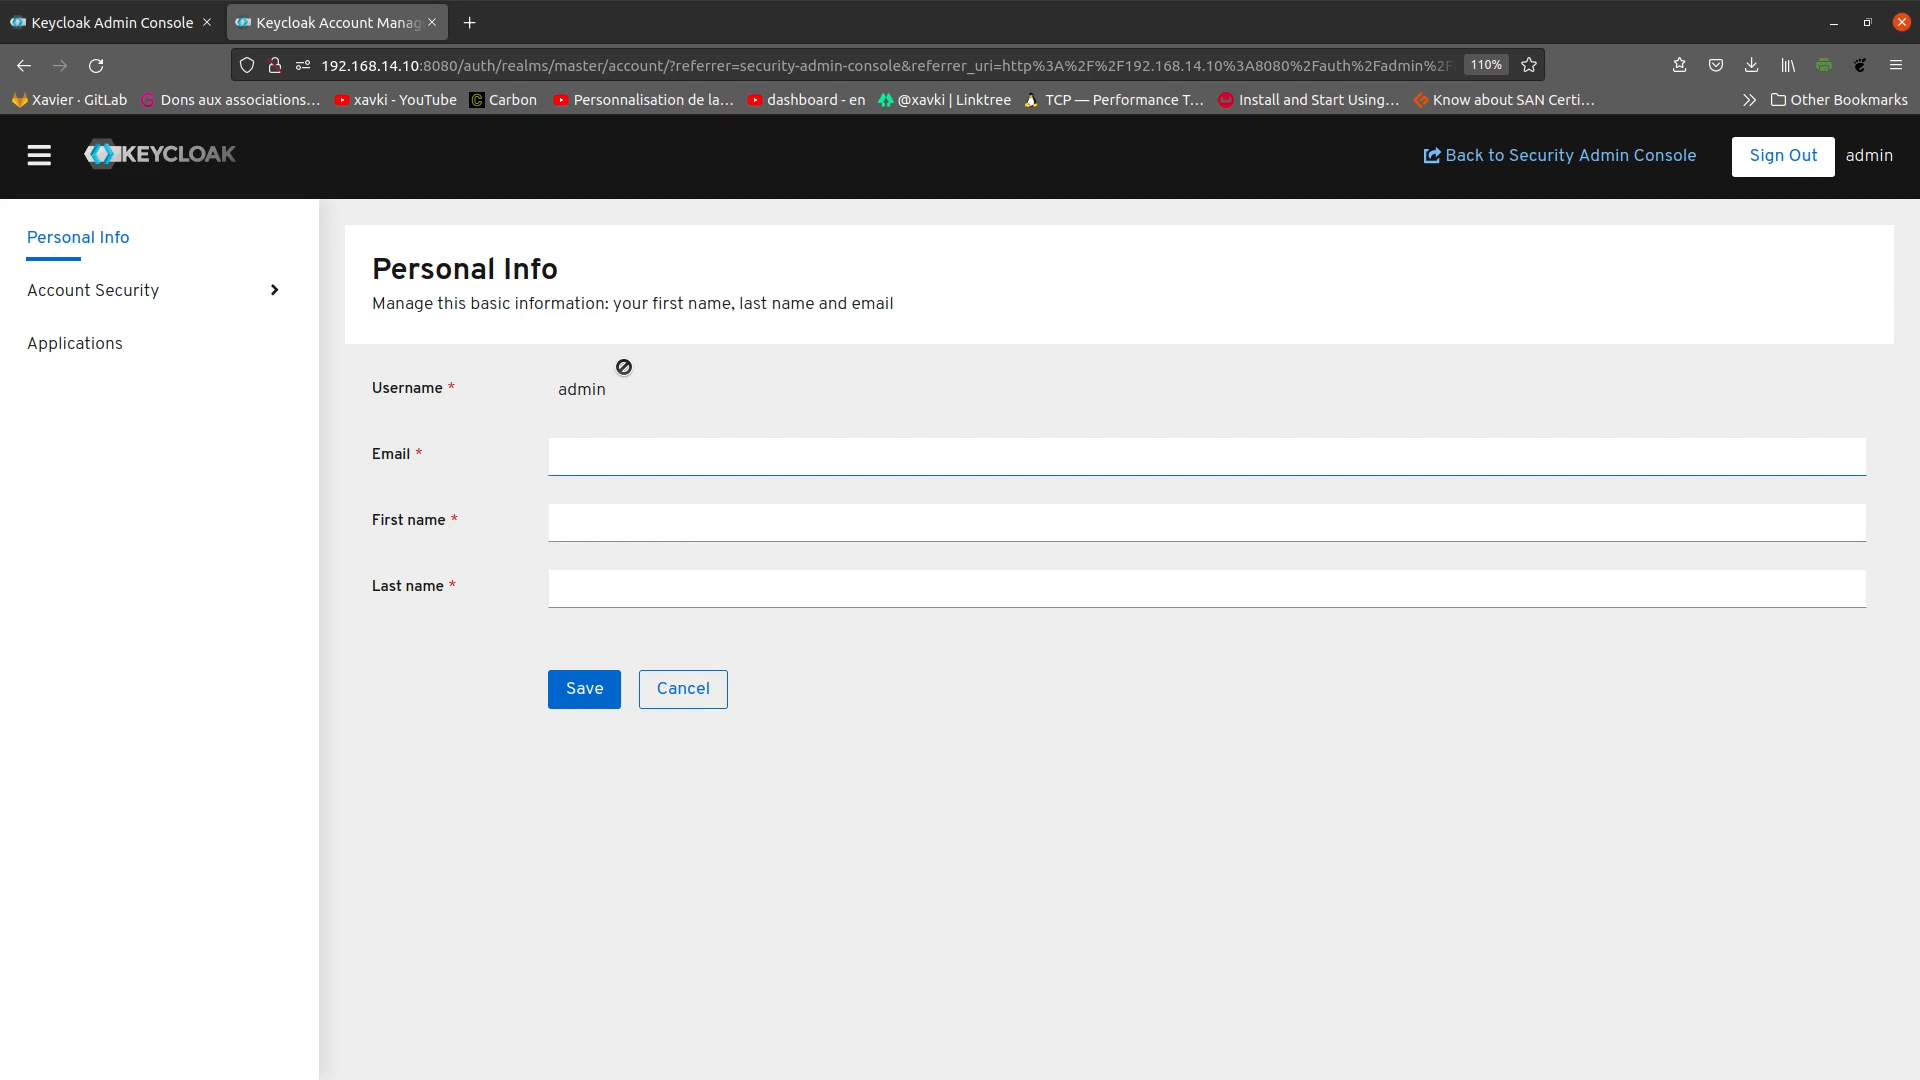 Keycloak Admin Console
Keycloak Account Manag
192.168.14.10:8080/auth/realms/master/account/?referrer=security-admin-console&referrer_uri=http%3A%2F%2F192.168.14.10%3A8080%2Fauth%2Fadmin%2F
110%
Xavier · GitLab
Dons aux associations…
xavki - YouTube
Carbon
Personnalisation de la…
dashboard - en
@xavki | Linktree
TCP — Performance T…
Install and Start Using…
Know about SAN Certi…
Other Bookmarks
KEYCLOAK
Back to Security Admin Console
Sign Out
admin
Personal Info
Account Security
Applications
Personal Info
Manage this basic information: your first name, last name and email
Username *
admin
Email *
First name *
Last name *
Save
Cancel